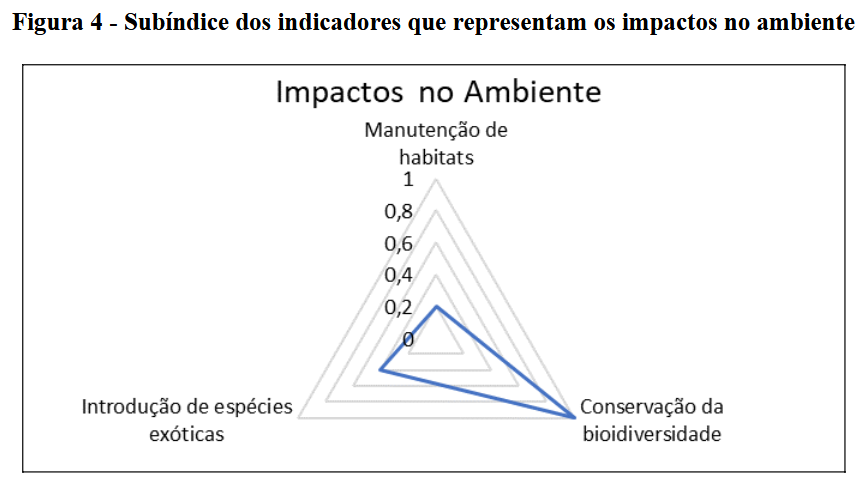 Figura 4 - Subíndice dos indicadores que representam os impactos no ambiente
Impactos no Ambiente
Manutenção de
habitats
1
0,8
0,6
0,4
0,2
0
Introdução de espécies
exóticas
Conservação da
bioidiversidade